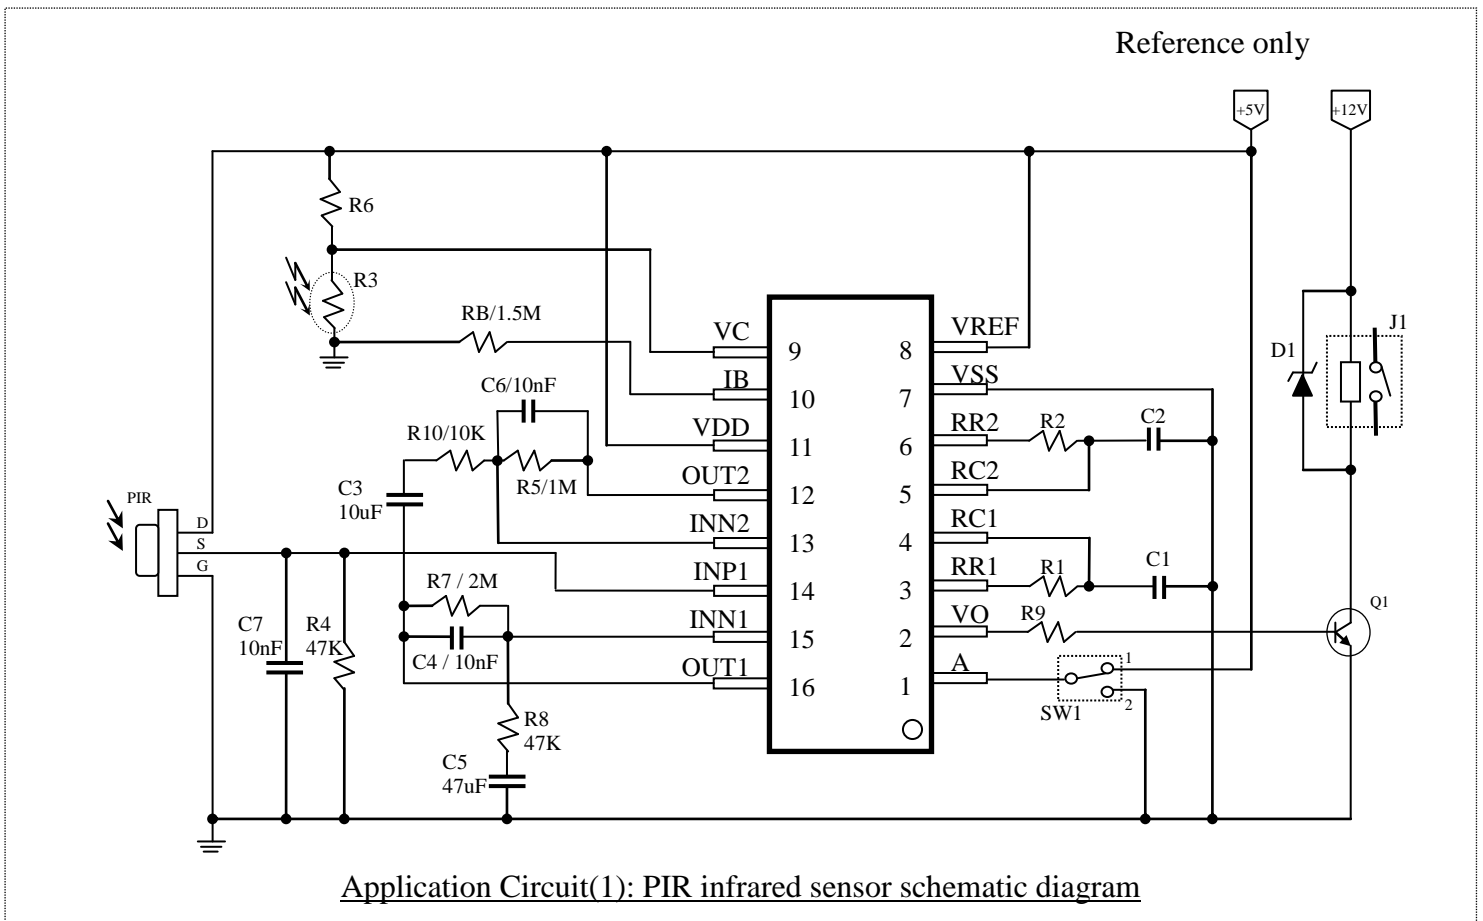 Reference only
+5V
+12V
R6
R3
RB/1.5M
VC
9
8
VREF
J1
D1
IB
10
7
VSS
C6/10nF
VDD
11
6
RR2
R2
C2
R10/10K
R5/1M
OUT2
12
5
RC2
C3
10uF
PIR
D
S
G
INN2
13
4
RC1
INP1
14
3
RR1
R1
C1
R7 / 2M
C7
10nF
R4
47K
INN1
15
2
VO
R9
Q1
C4 / 10nF
OUT1
16
1
A
1
2
SW1
R8
47K
C5
47uF
Application Circuit(1): PIR infrared sensor schematic diagram